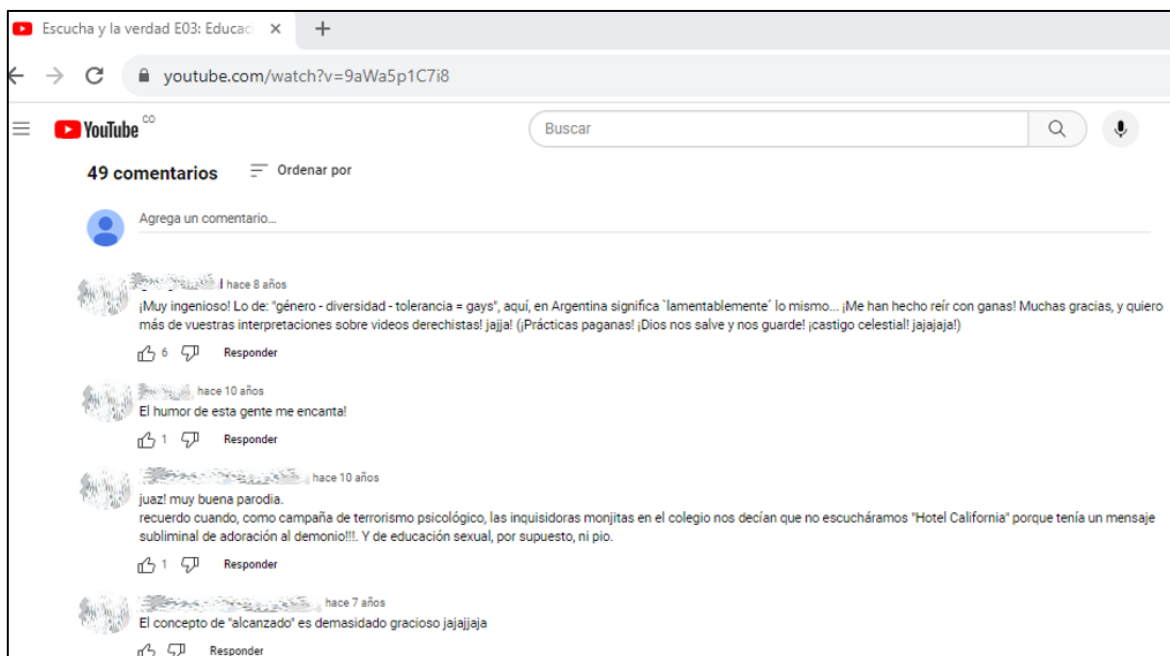 Escucha y la verdad E03: Educaci
youtube.com/watch?v=9aWa5p1C7i8
YouTube CO
Buscar
49 comentarios
Ordenar por
Agrega un comentario...
hace 8 años
¡Muy ingenioso! Lo de: "género - diversidad - tolerancia = gays", aquí, en Argentina significa `lamentablemente´ lo mismo... ¡Me han hecho reír con ganas! Muchas gracias, y quiero
más de vuestras interpretaciones sobre videos derechistas! jajja! (¡Prácticas paganas! ¡Dios nos salve y nos guarde! ¡castigo celestial! jajajaja!)
6 Responder
hace 10 años
El humor de esta gente me encanta!
1 Responder
hace 10 años
juaz! muy buena parodia.
recuerdo cuando, como campaña de terrorismo psicológico, las inquisidoras monjitas en el colegio nos decían que no escucháramos "Hotel California" porque tenía un mensaje
subliminal de adoración al demonio!!!. Y de educación sexual, por supuesto, ni pio.
1 Responder
hace 7 años
El concepto de "alcanzado" es demasidado gracioso jajajjaja
Responder